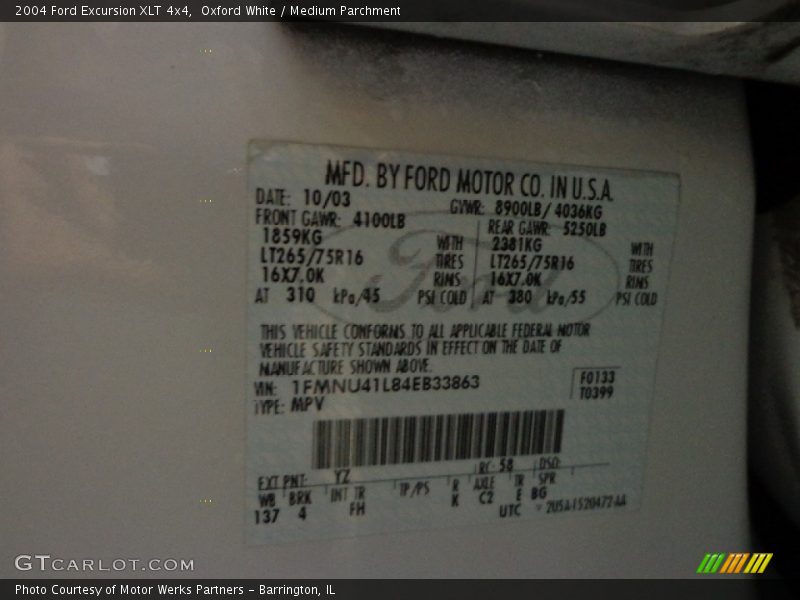 2004 Ford Excursion XLT 4x4, Oxford White / Medium Parchment
MFD. BY FORD MOTOR CO. IN U.S.A.
DATE: 10/03 GVWR: 8900LB/ 4036KG
FRONT GAWR: 4100LB REAR GAWR: 5250LB
1859KG WITH 2381KG WITH
LT265/75R16 TIRES LT265/75R16 TIRES
16X7.0K RIMS 16X7.0K RIMS
AT 310 kPa/45 PSI COLD AT 380 kPa/55 PSI COLD
Ford
THIS VEHICLE CONFORMS TO ALL APPLICABLE FEDERAL MOTOR
VEHICLE SAFETY STANDARDS IN EFFECT ON THE DATE OF
MANUFACTURE SHOWN ABOVE.
VIN: 1FMNU41L84EB33863 F0133
TYPE: MPV T0399
EXT PNT: YZ RC: 58 DSO:
WB BRK INT TR TP/PS R AXLE TR SPR
137 4 FH K C2 E BG
UTC 2U5A-1520472-AA
GTCARLOT.COM
Photo Courtesy of Motor Werks Partners - Barrington, IL